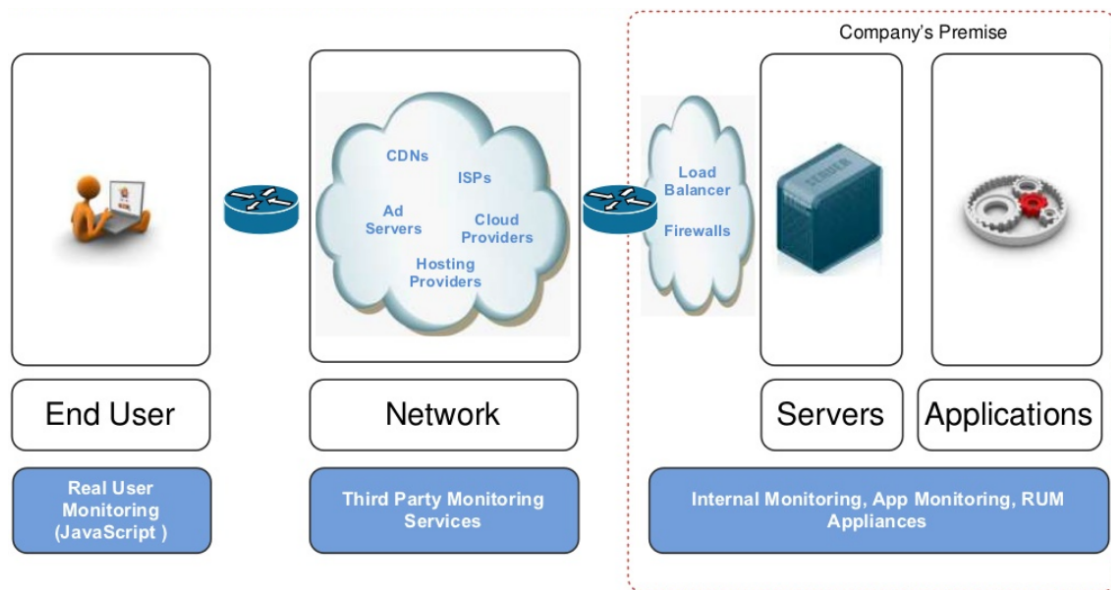 Company's Premise
CDNs
ISPs
Ad
Servers
Cloud
Providers
Hosting
Providers
Load
Balancer
Firewalls
SERVER
End User
Network
Servers
Applications
Real User
Monitoring
(JavaScript )
Third Party Monitoring
Services
Internal Monitoring, App Monitoring, RUM
Appliances